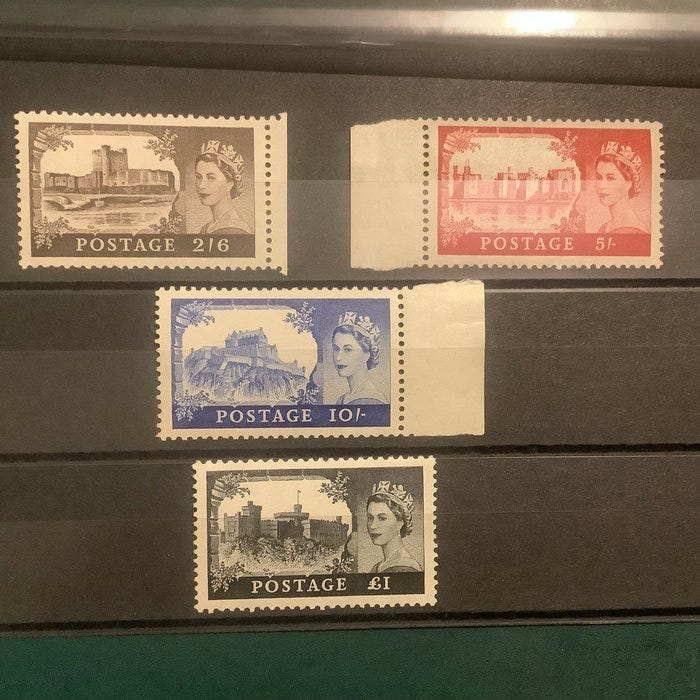 POSTAGE 2/6
POSTAGE 5/-
POSTAGE 10/-
POSTAGE £1